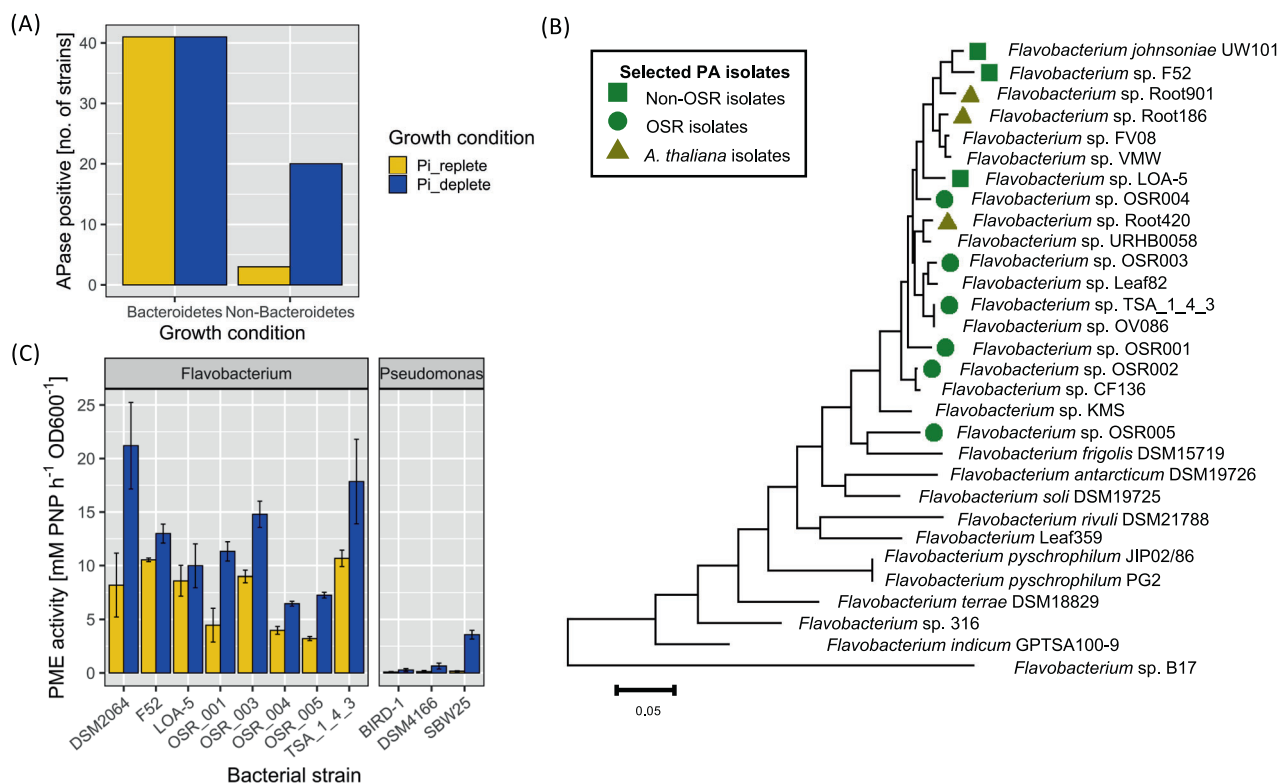 (A)
APase positive [no. of strains]
40
20
0
Bacteroidetes
Non-Bacteroidetes
Growth condition
Growth condition
Pi_replete
Pi_deplete
(B)
Selected PA isolates
Non-OSR isolates
OSR isolates
A. thaliana isolates
Flavobacterium johnsoniae UW101
Flavobacterium sp. F52
Flavobacterium sp. Root901
Flavobacterium sp. Root186
Flavobacterium sp. FV08
Flavobacterium sp. VMW
Flavobacterium sp. LOA-5
Flavobacterium sp. OSR004
Flavobacterium sp. Root420
Flavobacterium sp. URHB0058
Flavobacterium sp. OSR003
Flavobacterium sp. Leaf82
Flavobacterium sp. TSA_1_4_3
Flavobacterium sp. OV086
Flavobacterium sp. OSR001
Flavobacterium sp. OSR002
Flavobacterium sp. CF136
Flavobacterium sp. KMS
Flavobacterium sp. OSR005
Flavobacterium frigolis DSM15719
Flavobacterium antarcticum DSM19726
Flavobacterium soli DSM19725
Flavobacterium rivuli DSM21788
Flavobacterium Leaf359
Flavobacterium pyschrophilum JIP02/86
Flavobacterium pyschrophilum PG2
Flavobacterium terrae DSM18829
Flavobacterium sp. 316
Flavobacterium indicum GPTSA100-9
Flavobacterium sp. B17
0.05
(C)
Flavobacterium
Pseudomonas
PME activity [mM PNP h⁻¹ OD600⁻¹]
25
20
15
10
5
0
DSM2064
F52
LOA-5
OSR_001
OSR_003
OSR_004
OSR_005
TSA_1_4_3
BIRD-1
DSM4166
SBW25
Bacterial strain